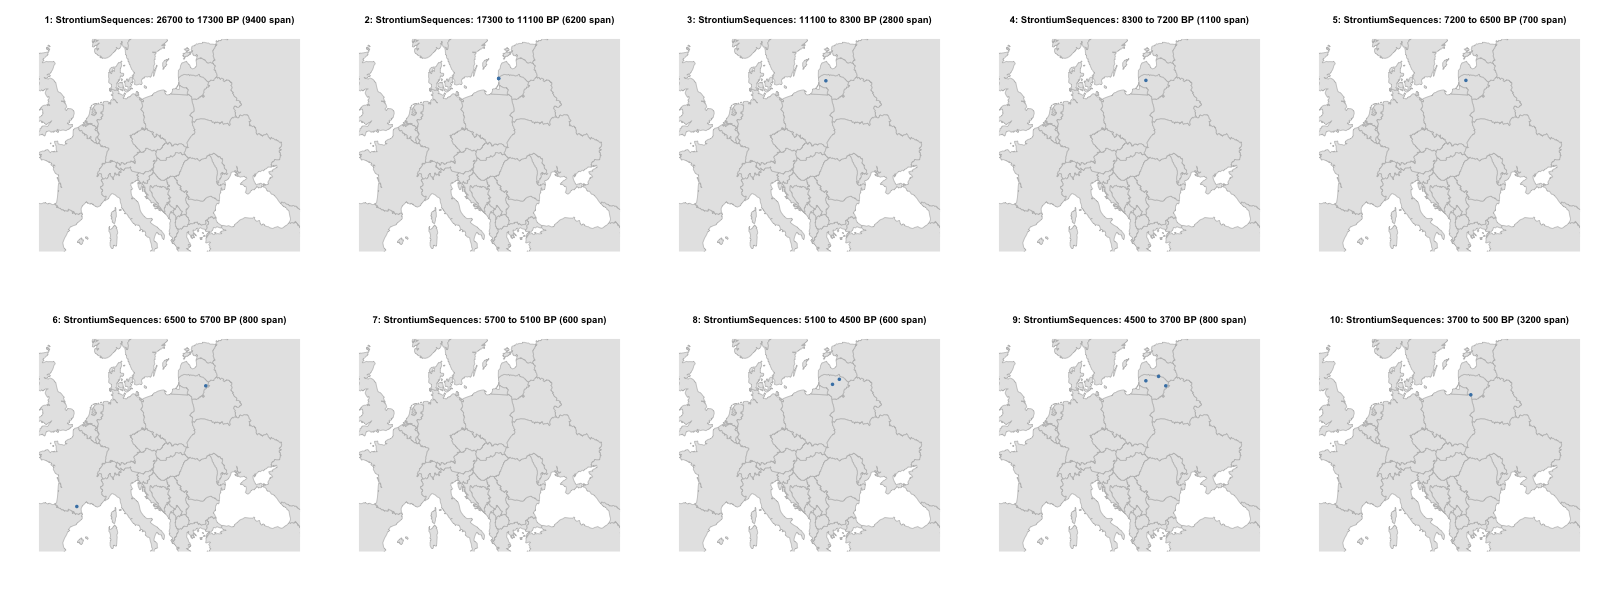 1: StrontiumSequences: 26700 to 17300 BP (9400 span)
2: StrontiumSequences: 17300 to 11100 BP (6200 span)
3: StrontiumSequences: 11100 to 8300 BP (2800 span)
4: StrontiumSequences: 8300 to 7200 BP (1100 span)
5: StrontiumSequences: 7200 to 6500 BP (700 span)
6: StrontiumSequences: 6500 to 5700 BP (800 span)
7: StrontiumSequences: 5700 to 5100 BP (600 span)
8: StrontiumSequences: 5100 to 4500 BP (600 span)
9: StrontiumSequences: 4500 to 3700 BP (800 span)
10: StrontiumSequences: 3700 to 500 BP (3200 span)